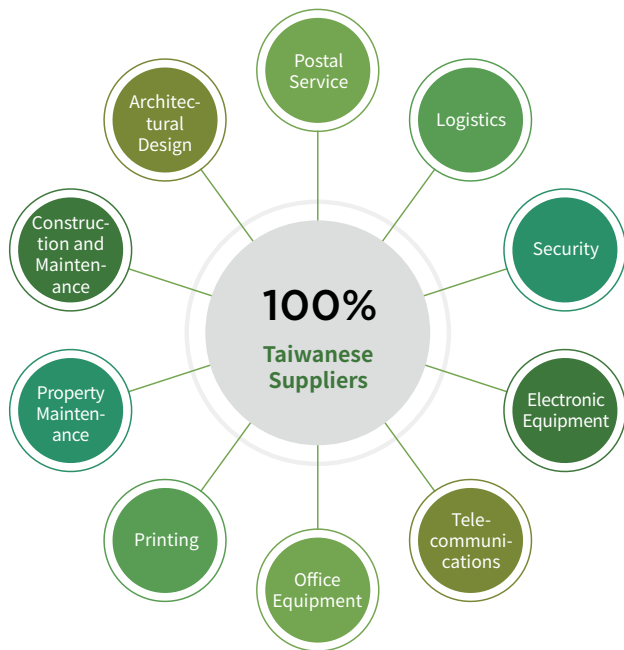 Postal
Service
Logistics
Security
Electronic
Equipment
Tele-
communi-
cations
Office
Equipment
Printing
Property
Mainten-
ance
Construc-
tion and
Mainten-
ance
Architec-
tural
Design
100%
Taiwanese
Suppliers